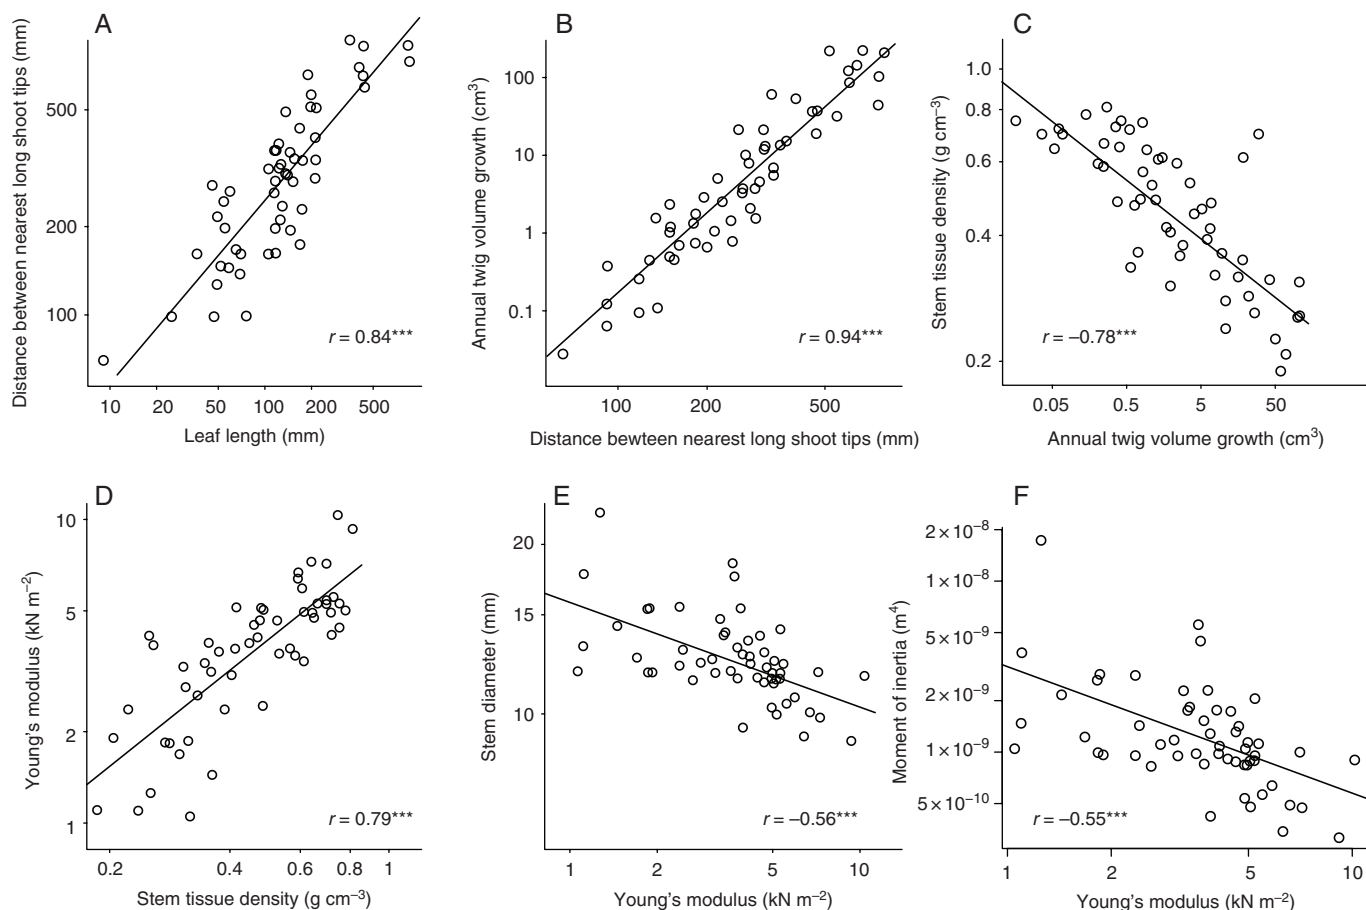 A
Distance between nearest long shoot tips (mm)
500
200
100
r = 0.84***
10 20 50 100 200 500
Leaf length (mm)
B
Annual twig volume growth (cm³)
100
10
1
0.1
r = 0.94***
100 200 500
Distance bewteen nearest long shoot tips (mm)
C
Stem tissue density (g cm⁻³)
1.0
0.8
0.6
0.4
0.2
r = –0.78***
0.05 0.5 5 50
Annual twig volume growth (cm³)
D
Young's modulus (kN m⁻²)
10
5
2
1
r = 0.79***
0.2 0.4 0.6 0.8 1
Stem tissue density (g cm⁻³)
E
Stem diameter (mm)
20
15
10
r = –0.56***
1 2 5 10
Young's modulus (kN m⁻²)
F
Moment of inertia (m⁴)
2 × 10⁻⁸
1 × 10⁻⁸
5 × 10⁻⁹
2 × 10⁻⁹
1 × 10⁻⁹
5 × 10⁻¹⁰
r = –0.55***
1 2 5 10
Young's modulus (kN m⁻²)